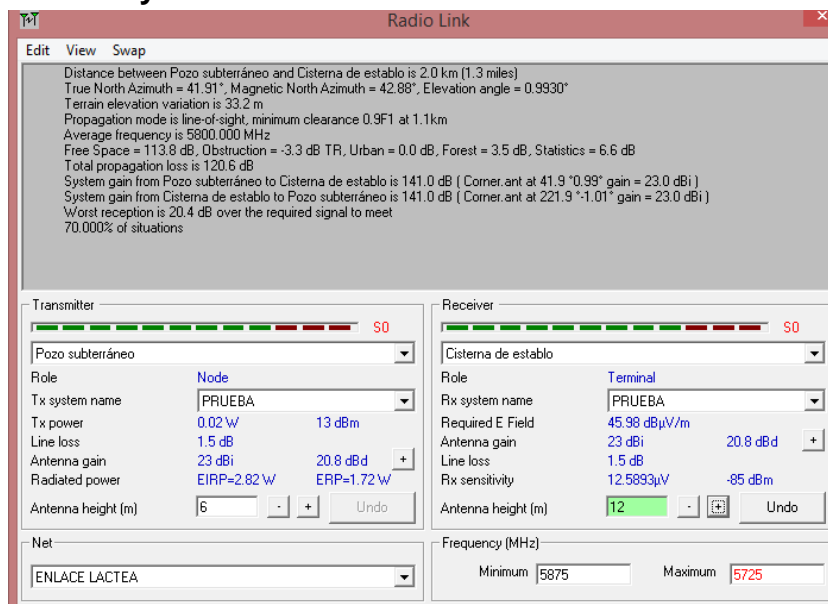 Radio Link
Edit View Swap
Distance between Pozo subterráneo and Cisterna de establo is 2.0 km (1.3 miles)
True North Azimuth = 41.91°, Magnetic North Azimuth = 42.88°, Elevation angle = 0.9930°
Terrain elevation variation is 33.2 m
Propagation mode is line-of-sight, minimum clearance 0.9F1 at 1.1km
Average frequency is 5800.000 MHz
Free Space = 113.8 dB, Obstruction = -3.3 dB TR, Urban = 0.0 dB, Forest = 3.5 dB, Statistics = 6.6 dB
Total propagation loss is 120.6 dB
System gain from Pozo subterráneo to Cisterna de establo is 141.0 dB ( Corner.ant at 41.9 °0.99° gain = 23.0 dBi )
System gain from Cisterna de establo to Pozo subterráneo is 141.0 dB ( Corner.ant at 221.9 °-1.01° gain = 23.0 dBi )
Worst reception is 20.4 dB over the required signal to meet
70.000% of situations
Transmitter
S0
Pozo subterráneo
Role Node
Tx system name PRUEBA
Tx power 0.02 W 13 dBm
Line loss 1.5 dB
Antenna gain 23 dBi 20.8 dBd +
Radiated power EIRP=2.82 W ERP=1.72 W
Antenna height (m) 6 - + Undo
Net
ENLACE LACTEA
Receiver
S0
Cisterna de establo
Role Terminal
Rx system name PRUEBA
Required E Field 45.98 dBµV/m
Antenna gain 23 dBi 20.8 dBd +
Line loss 1.5 dB
Rx sensitivity 12.5893µV -85 dBm
Antenna height (m) 12 - + Undo
Frequency (MHz)
Minimum 5875 Maximum 5725